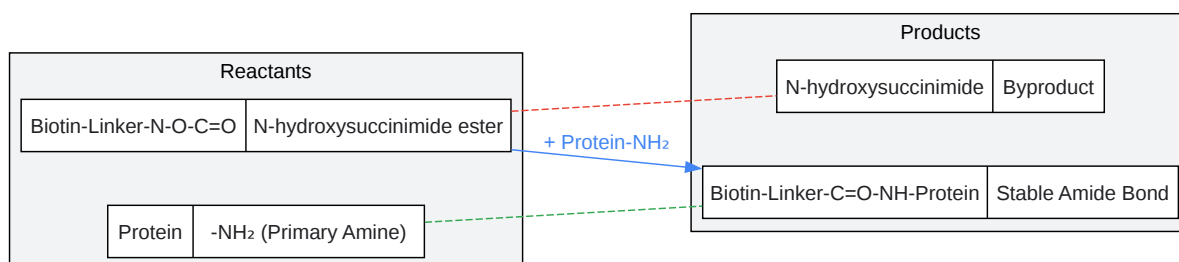 Reactants
Biotin-Linker-N-O-C=O
N-hydroxysuccinimide ester
Protein
-NH₂ (Primary Amine)
+ Protein-NH₂
Products
N-hydroxysuccinimide
Byproduct
Biotin-Linker-C=O-NH-Protein
Stable Amide Bond